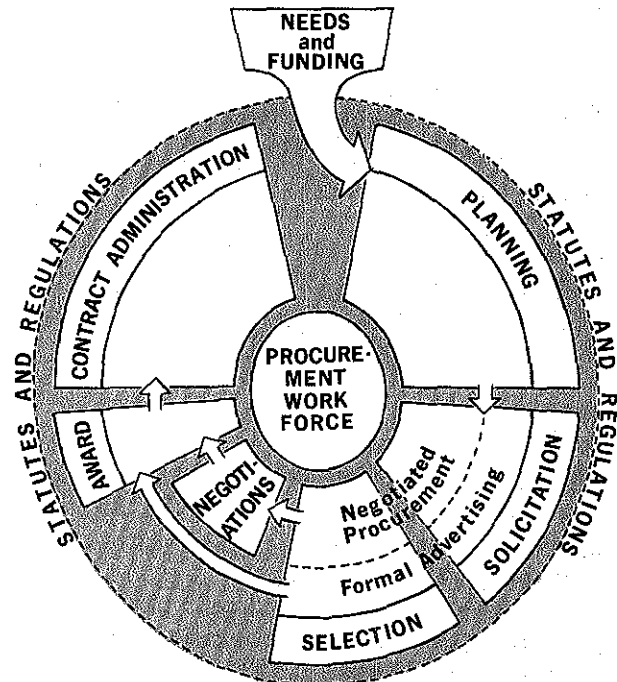 NEEDS
and
FUNDING
STATUTES AND REGULATIONS
STATUTES AND REGULATIONS
CONTRACT ADMINISTRATION
PLANNING
PROCURE-
MENT
WORK
FORCE
AWARD
NEGOTI-
ATIONS
Negotiated
Procurement
Formal Advertising
SOLICITATION
SELECTION